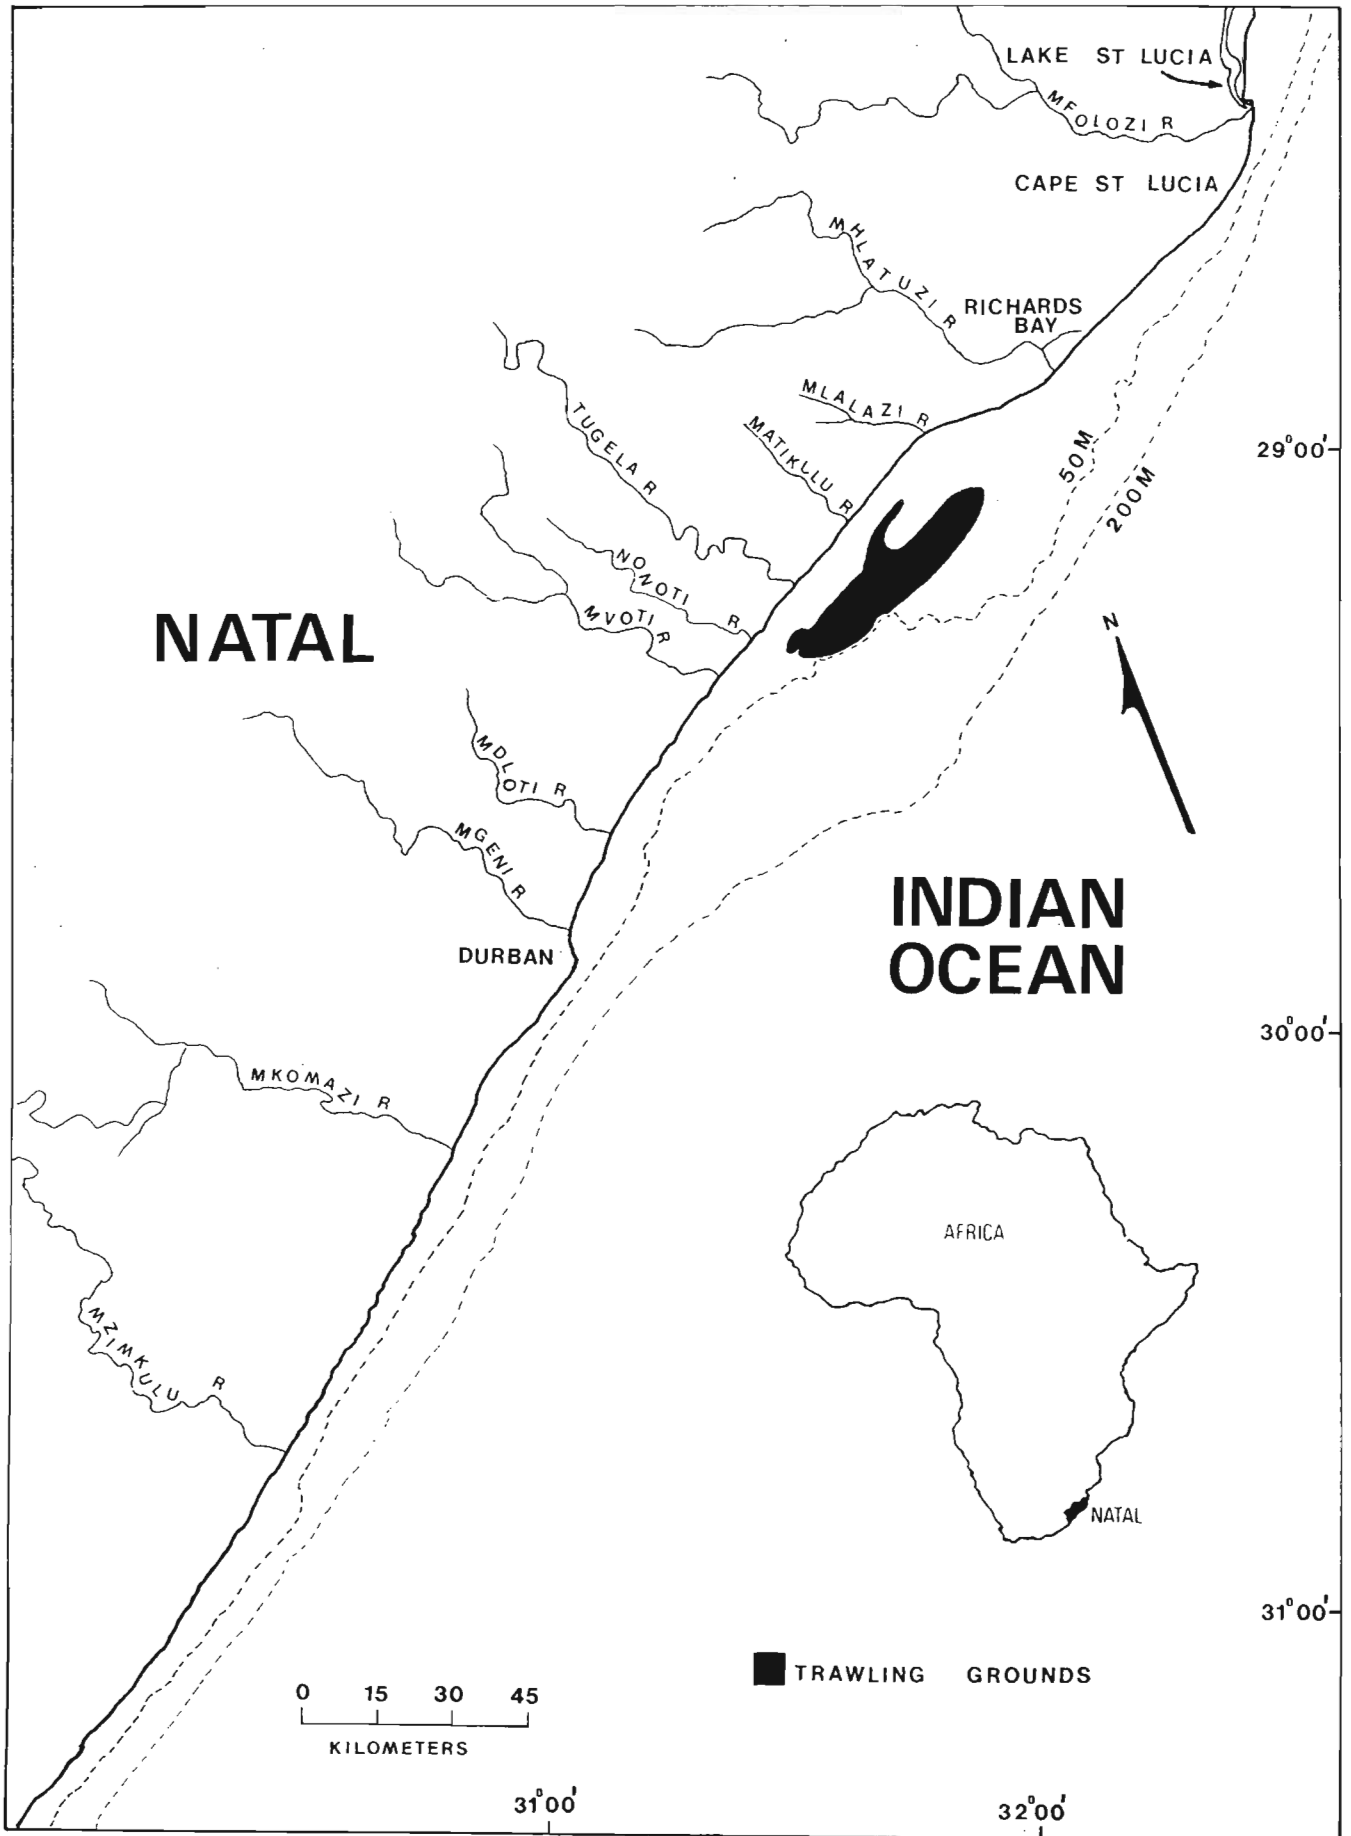 LAKE ST LUCIA
MFOLOZI R
CAPE ST LUCIA
MHLATUZI R
RICHARDS
BAY
MLALAZI R
MATIKULU R
TUGELA R
29°00'
50M
200M
NONOTI R
MVOTI R
NATAL
N
MDLOTI R
MGENI R
INDIAN
OCEAN
DURBAN
30°00'
MKOMAZI R
AFRICA
MZIMKULU R
NATAL
31°00'
TRAWLING GROUNDS
0 15 30 45
KILOMETERS
31°00'
32°00'